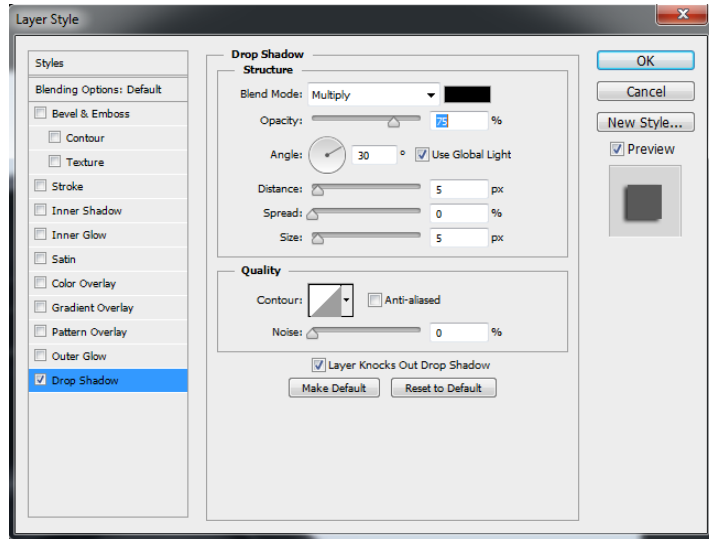 Layer Style
Styles
Blending Options: Default
Bevel & Emboss
Contour
Texture
Stroke
Inner Shadow
Inner Glow
Satin
Color Overlay
Gradient Overlay
Pattern Overlay
Outer Glow
Drop Shadow
Drop Shadow
Structure
Blend Mode: Multiply
Opacity: 75 %
Angle: 30 ° Use Global Light
Distance: 5 px
Spread: 0 %
Size: 5 px
Quality
Contour: Anti-aliased
Noise: 0 %
Layer Knocks Out Drop Shadow
Make Default Reset to Default
OK
Cancel
New Style...
Preview